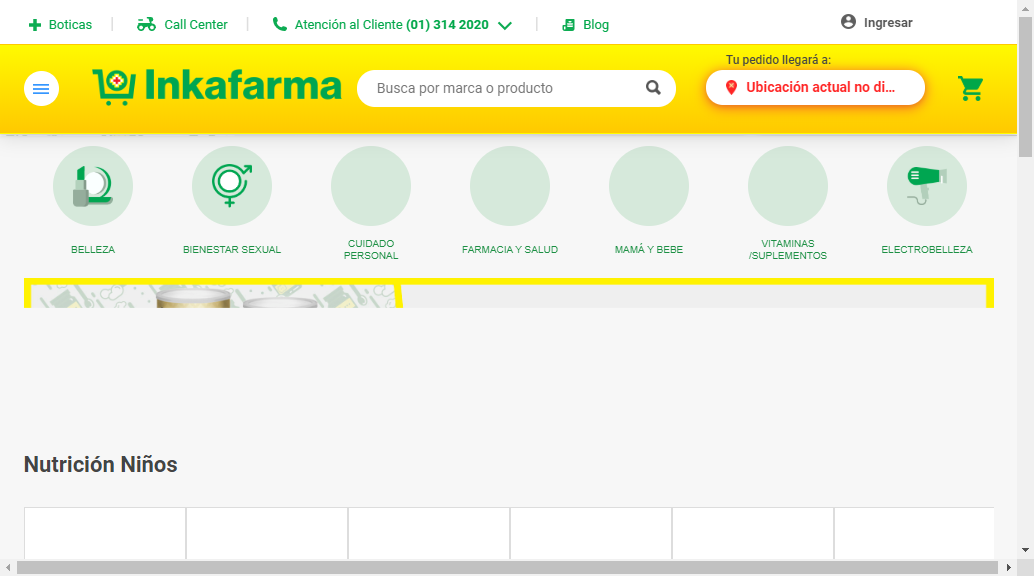 Boticas
Call Center
Atención al Cliente (01) 314 2020
Blog
Ingresar
Inkafarma
Busca por marca o producto
Tu pedido llegará a:
Ubicación actual no di...
BELLEZA
BIENESTAR SEXUAL
CUIDADO
PERSONAL
FARMACIA Y SALUD
MAMÁ Y BEBE
VITAMINAS
/SUPLEMENTOS
ELECTROBELLEZA
Nutrición Niños